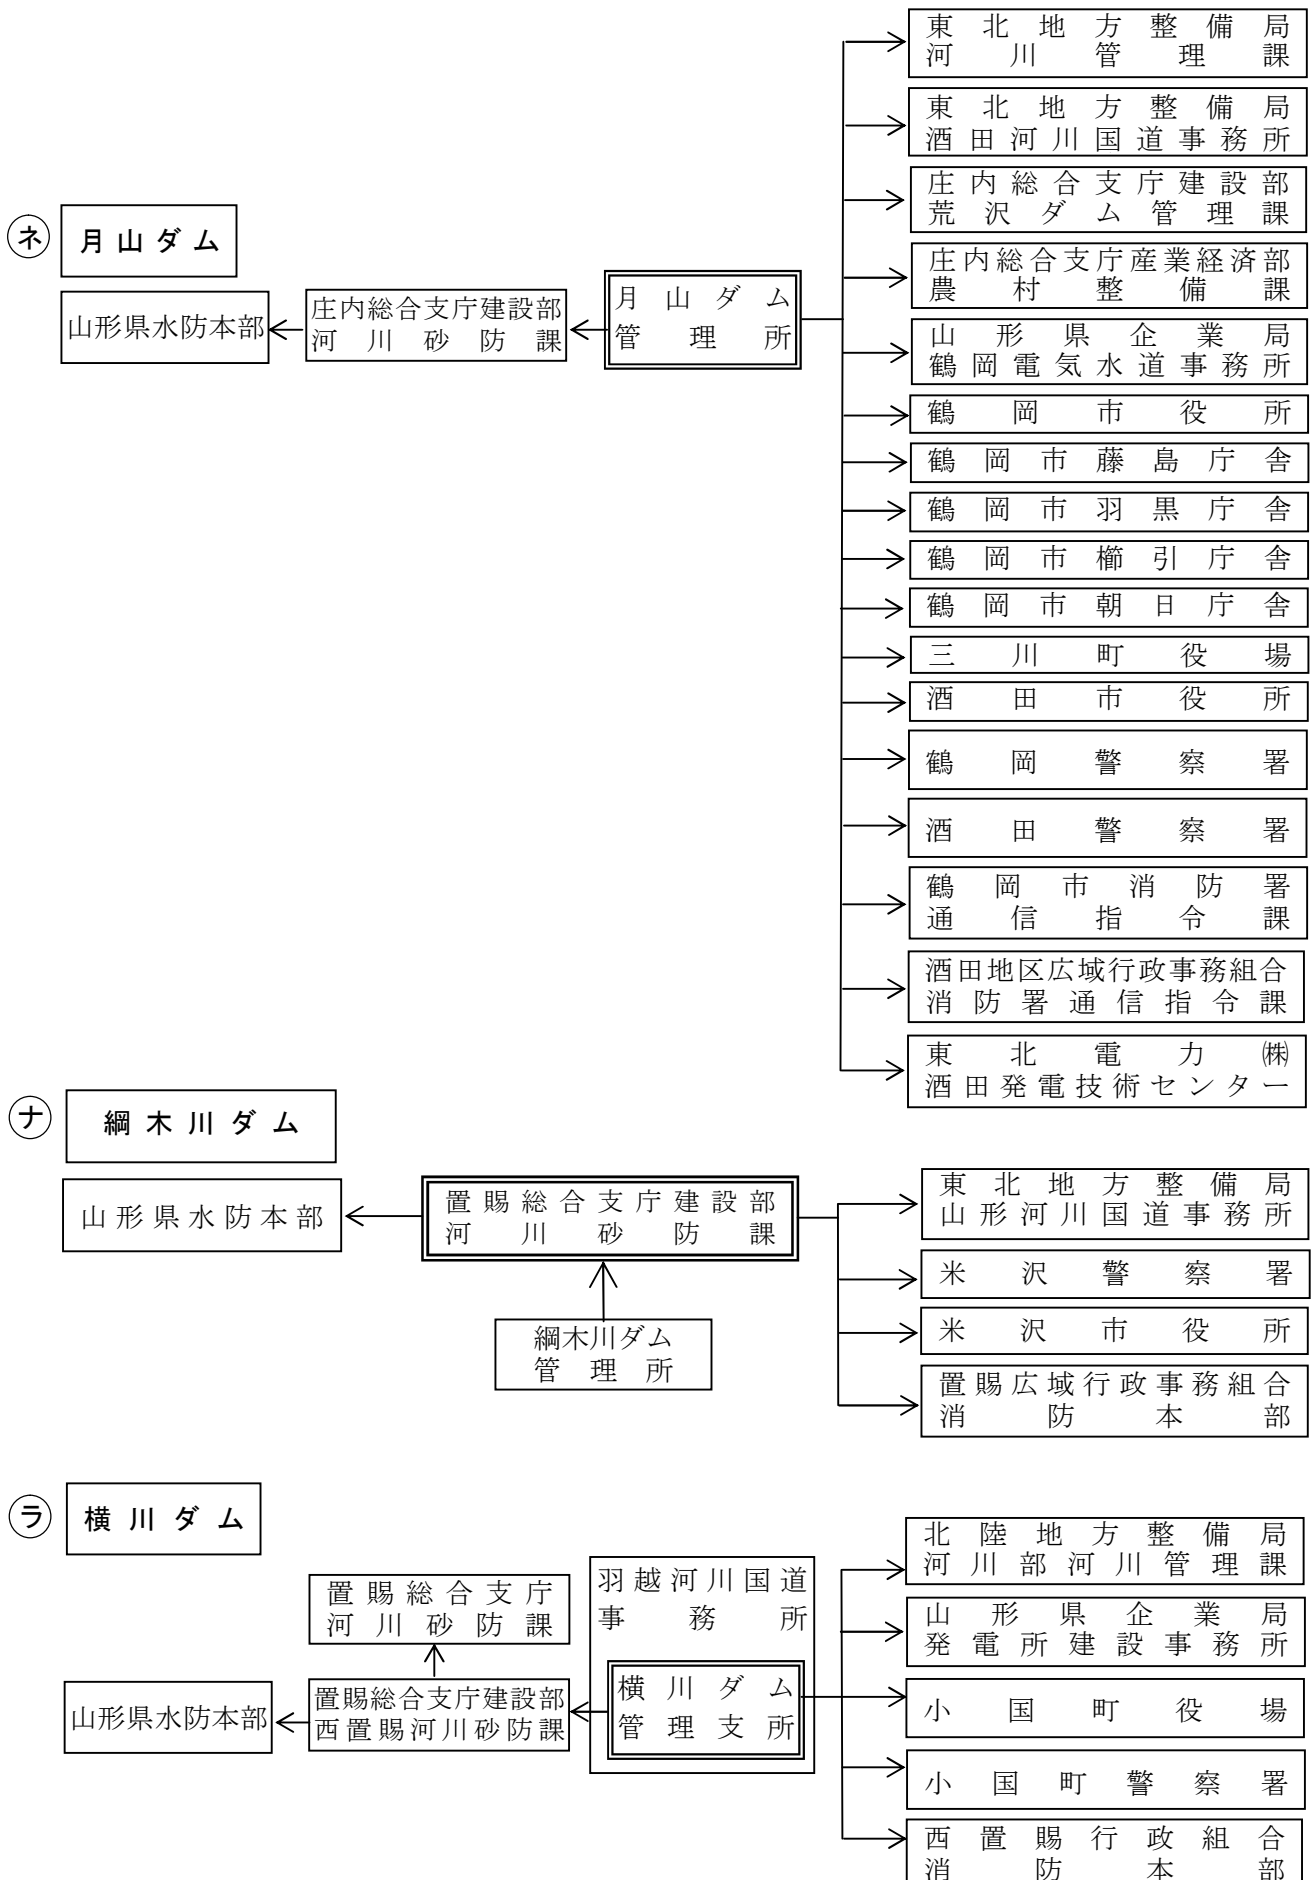 ㋧ 月山ダム
山形県水防本部
庄内総合支庁建設部
河川砂防課
月山ダム
管理所
東北地方整備局
河川管理課
東北地方整備局
酒田河川国道事務所
庄内総合支庁建設部
荒沢ダム管理課
庄内総合支庁産業経済部
農村整備課
山形県企業局
鶴岡電気水道事務所
鶴岡市役所
鶴岡市藤島庁舎
鶴岡市羽黒庁舎
鶴岡市櫛引庁舎
鶴岡市朝日庁舎
三川町役場
酒田市役所
鶴岡警察署
酒田警察署
鶴岡市消防署
通信指令課
酒田地区広域行政事務組合
消防署通信指令課
東北電力㈱
酒田発電技術センター
㋤ 綱木川ダム
山形県水防本部
置賜総合支庁建設部
河川砂防課
綱木川ダム
管理所
東北地方整備局
山形河川国道事務所
米沢警察署
米沢市役所
置賜広域行政事務組合
消防本部
㋶ 横川ダム
置賜総合支庁
河川砂防課
山形県水防本部
置賜総合支庁建設部
西置賜河川砂防課
羽越河川国道
事務所
横川ダム
管理支所
北陸地方整備局
河川部河川管理課
山形県企業局
発電所建設事務所
小国町役場
小国町警察署
西置賜行政組合
消防本部